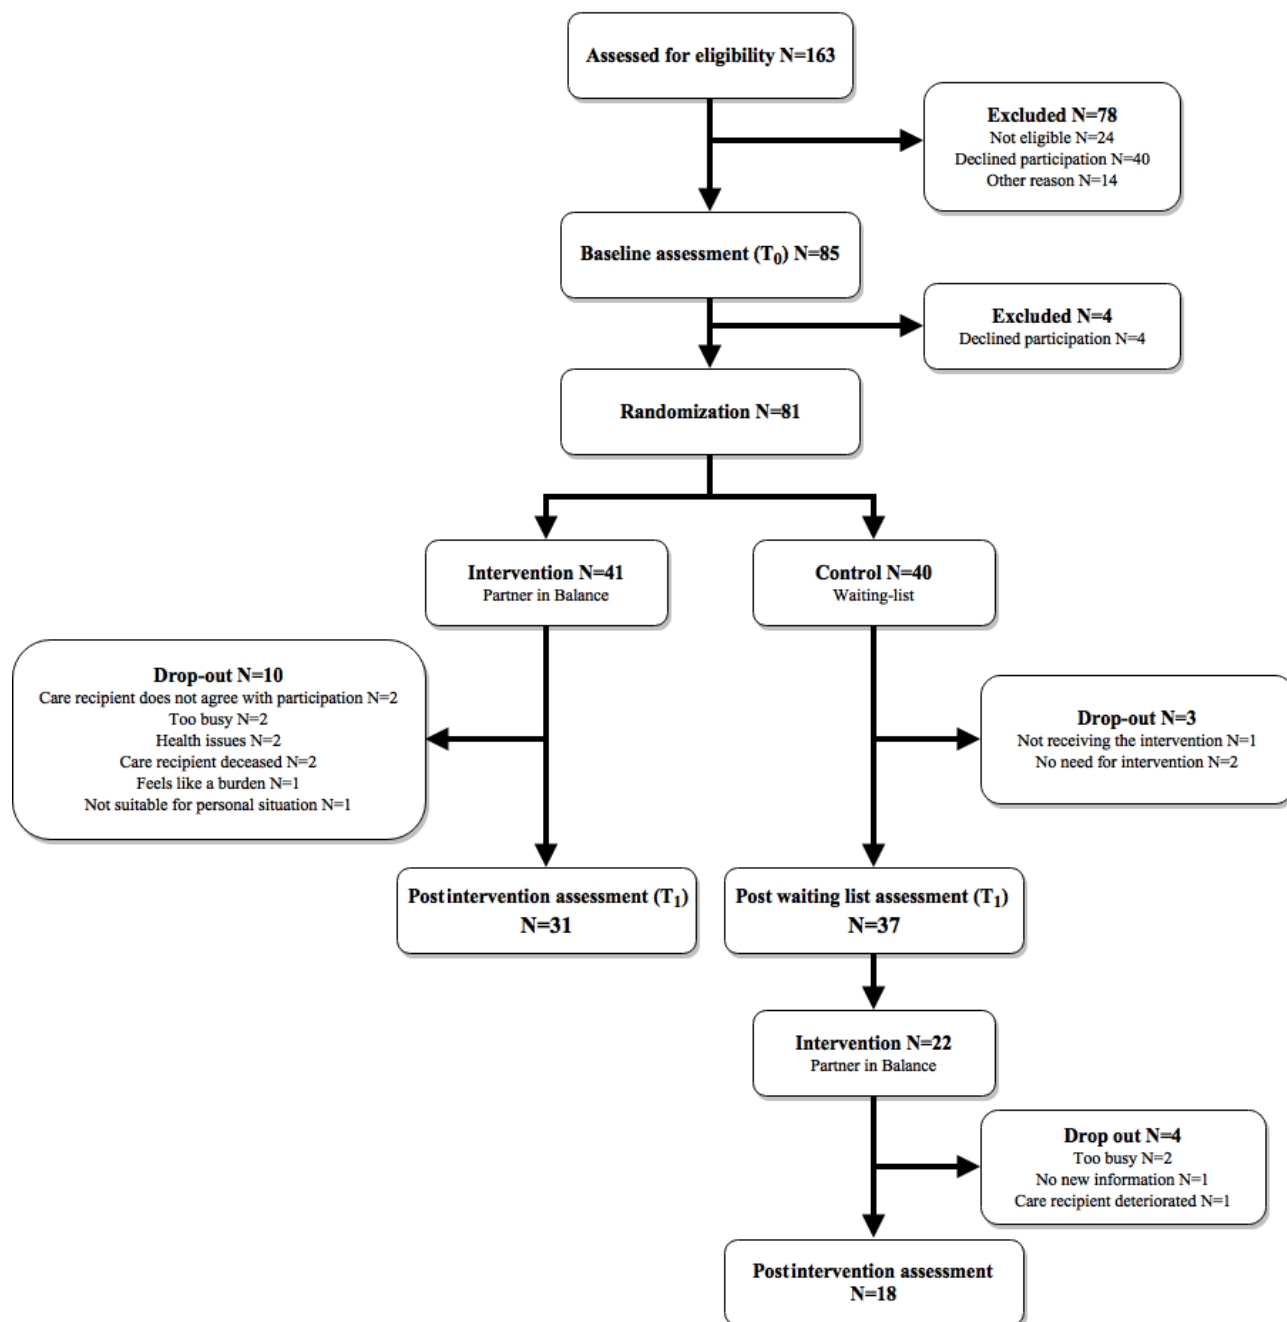 Assessed for eligibility N=163
Excluded N=78
Not eligible N=24
Declined participation N=40
Other reason N=14
Baseline assessment (T₀) N=85
Excluded N=4
Declined participation N=4
Randomization N=81
Intervention N=41
Partner in Balance
Control N=40
Waiting-list
Drop-out N=10
Care recipient does not agree with participation N=2
Too busy N=2
Health issues N=2
Care recipient deceased N=2
Feels like a burden N=1
Not suitable for personal situation N=1
Drop-out N=3
Not receiving the intervention N=1
No need for intervention N=2
Post intervention assessment (T₁)
N=31
Post waiting list assessment (T₁)
N=37
Intervention N=22
Partner in Balance
Drop out N=4
Too busy N=2
No new information N=1
Care recipient deteriorated N=1
Post intervention assessment
N=18